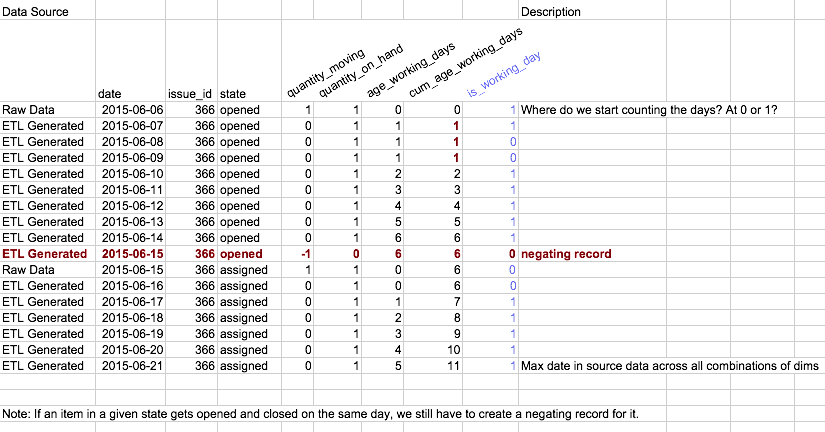 Data Source Description
date issue_id state quantity_moving quantity_on_hand age_working_days cum_age_working_days is_working_day
Raw Data 2015-06-06 366 opened 1 1 0 0 1 Where do we start counting the days? At 0 or 1?
ETL Generated 2015-06-07 366 opened 0 1 1 1 1
ETL Generated 2015-06-08 366 opened 0 1 1 1 0
ETL Generated 2015-06-09 366 opened 0 1 1 1 0
ETL Generated 2015-06-10 366 opened 0 1 2 2 1
ETL Generated 2015-06-11 366 opened 0 1 3 3 1
ETL Generated 2015-06-12 366 opened 0 1 4 4 1
ETL Generated 2015-06-13 366 opened 0 1 5 5 1
ETL Generated 2015-06-14 366 opened 0 1 6 6 1
ETL Generated 2015-06-15 366 opened -1 0 6 6 0 negating record
Raw Data 2015-06-15 366 assigned 1 1 0 6 0
ETL Generated 2015-06-16 366 assigned 0 1 0 6 0
ETL Generated 2015-06-17 366 assigned 0 1 1 7 1
ETL Generated 2015-06-18 366 assigned 0 1 2 8 1
ETL Generated 2015-06-19 366 assigned 0 1 3 9 1
ETL Generated 2015-06-20 366 assigned 0 1 4 10 1
ETL Generated 2015-06-21 366 assigned 0 1 5 11 1 Max date in source data across all combinations of dims
Note: If an item in a given state gets opened and closed on the same day, we still have to create a negating record for it.